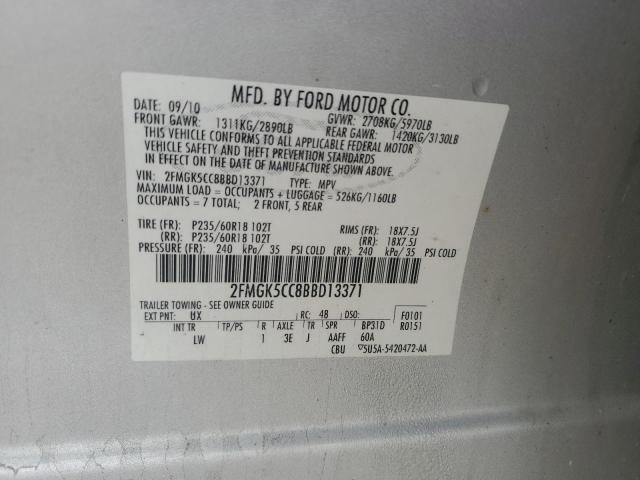 MFD. BY FORD MOTOR CO.
DATE: 09/10 GVWR: 2708KG/5970LB
FRONT GAWR: 1311KG/2890LB REAR GAWR: 1420KG/3130LB
THIS VEHICLE CONFORMS TO ALL APPLICABLE FEDERAL MOTOR
VEHICLE SAFETY AND THEFT PREVENTION STANDARDS
IN EFFECT ON THE DATE OF MANUFACTURE SHOWN ABOVE.
VIN: 2FMGK5CC8BBD13371 TYPE: MPV
MAXIMUM LOAD = OCCUPANTS + LUGGAGE = 526KG/1160LB
OCCUPANTS = 7 TOTAL; 2 FRONT, 5 REAR
TIRE (FR): P235/60R18 102T RIMS (FR): 18X7.5J
(RR): P235/60R18 102T (RR): 18X7.5J
PRESSURE (FR): 240 kPa/ 35 PSI COLD (RR): 240 kPa/ 35 PSI COLD
2FMGK5CC8BBD13371
TRAILER TOWING - SEE OWNER GUIDE F0101
EXT PNT: UX RC: 48 DSO: R0151
INT TR TP/PS R AXLE TR SPR BP31D
LW 1 3E J AAFF 60A
CBU 5U5A-5420472-AA